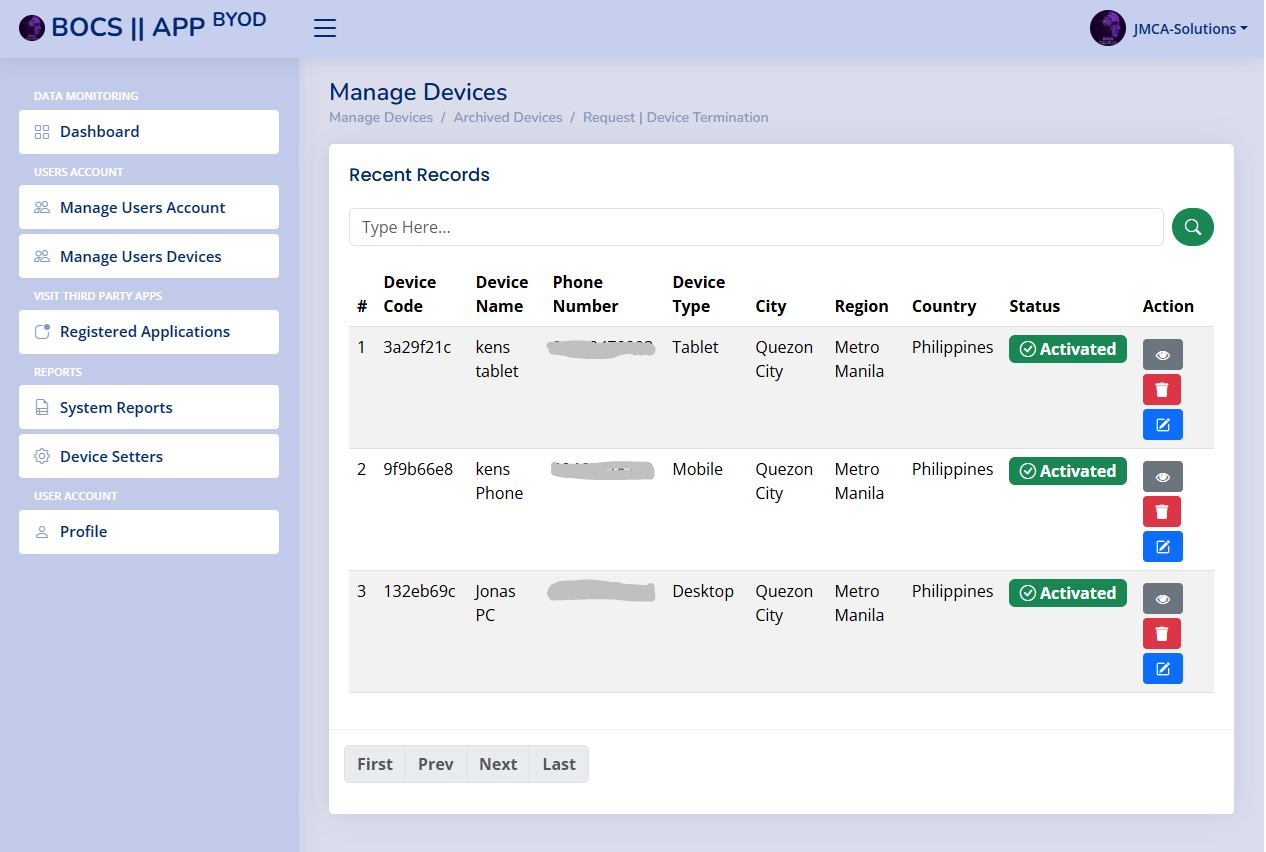 BOCS || APP BYOD
JMCA-Solutions
DATA MONITORING
Dashboard
USERS ACCOUNT
Manage Users Account
Manage Users Devices
VISIT THIRD PARTY APPS
Registered Applications
REPORTS
System Reports
Device Setters
USER ACCOUNT
Profile
Manage Devices
Manage Devices / Archived Devices / Request | Device Termination
Recent Records
Type Here...
# Device Code Device Name Phone Number Device Type City Region Country Status Action
1 3a29f21c kens tablet Tablet Quezon City Metro Manila Philippines Activated
2 9f9b66e8 kens Phone Mobile Quezon City Metro Manila Philippines Activated
3 132eb69c Jonas PC Desktop Quezon City Metro Manila Philippines Activated
First Prev Next Last